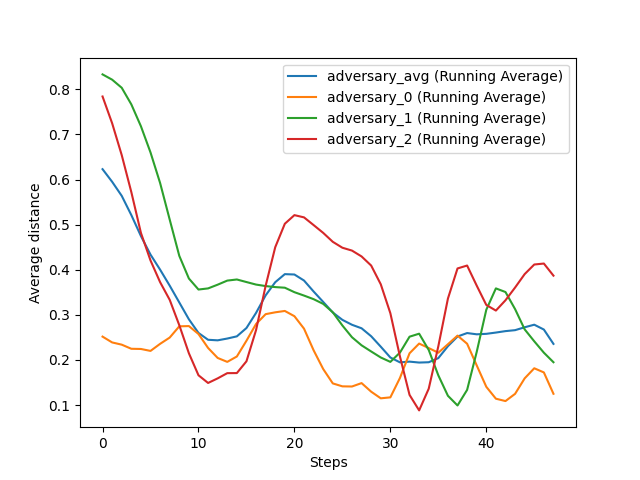 adversary_avg (Running Average)
adversary_0 (Running Average)
adversary_1 (Running Average)
adversary_2 (Running Average)
Average distance
0.8
0.7
0.6
0.5
0.4
0.3
0.2
0.1
0 10 20 30 40
Steps